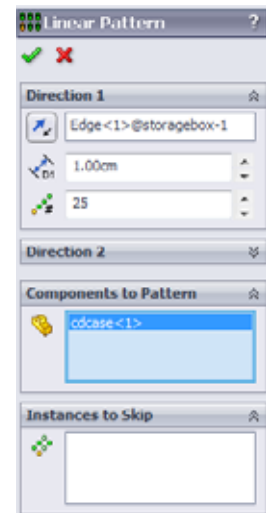 Linear Pattern ?
Direction 1
Edge<1>@storagebox-1
D1
1.00cm
25
Direction 2
Components to Pattern
cdcase<1>
Instances to Skip